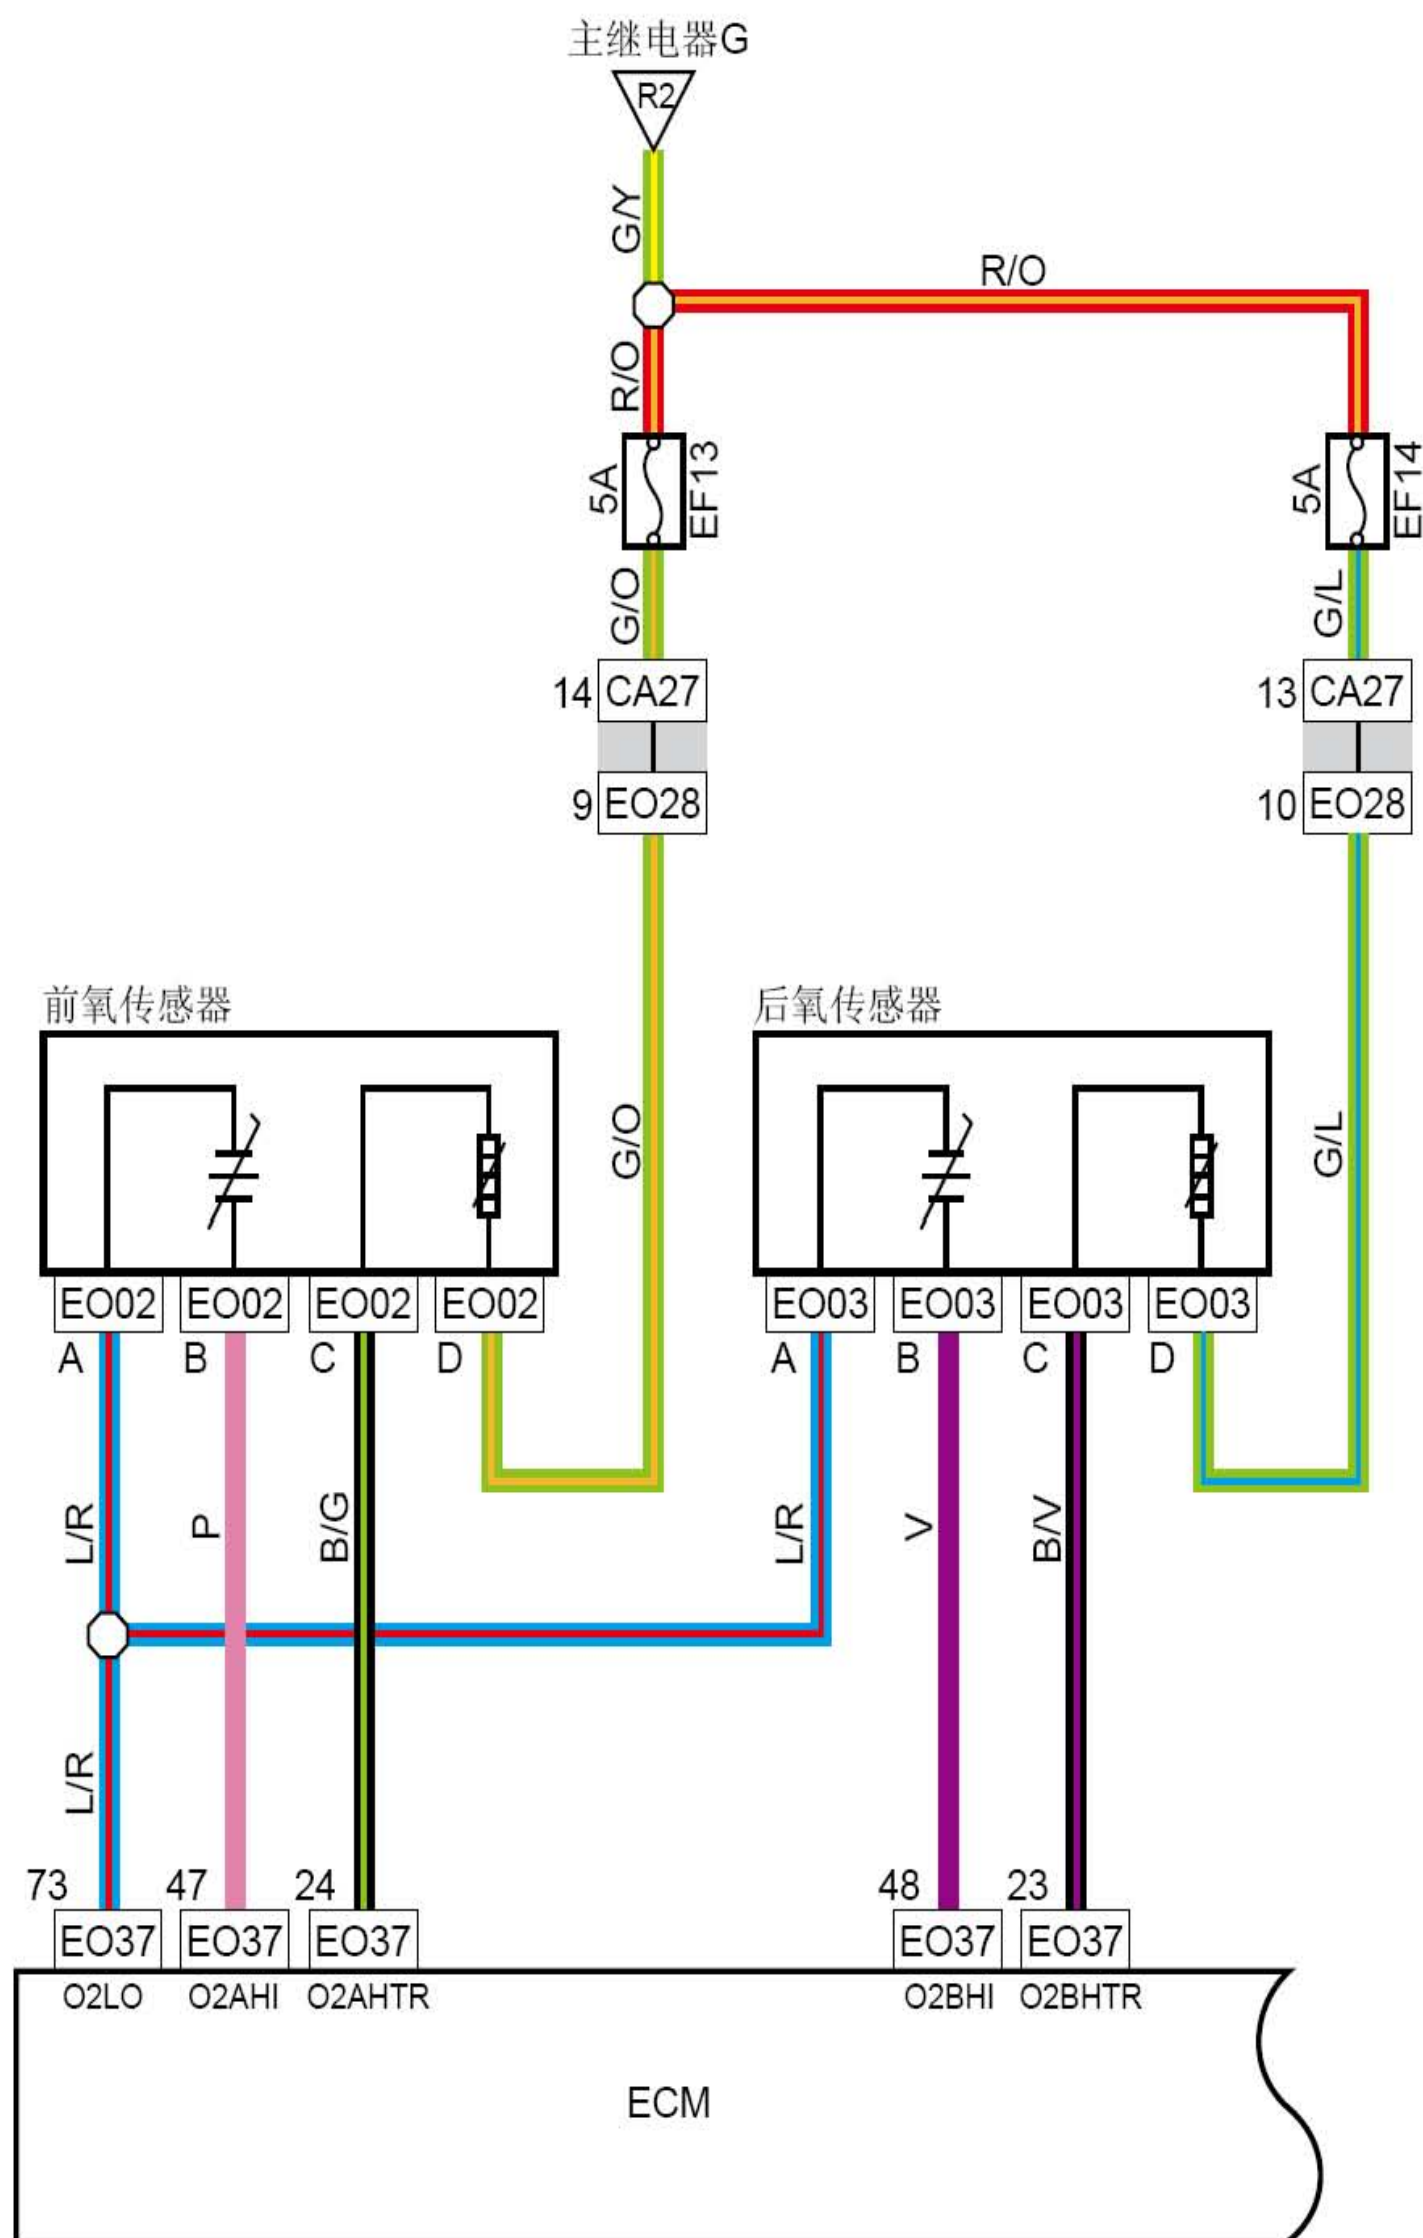 主继电器G
R2
G/Y
R/O
R/O
5A
EF13
5A
EF14
G/O
G/L
14 CA27
13 CA27
9 EO28
10 EO28
前氧传感器
后氧传感器
G/O
G/L
EO02 EO02 EO02 EO02
EO03 EO03 EO03 EO03
A B C D
A B C D
L/R
P
B/G
L/R
V
B/V
L/R
73 47 24
48 23
EO37 EO37 EO37
EO37 EO37
O2LO O2AHI O2AHTR
O2BHI O2BHTR
ECM